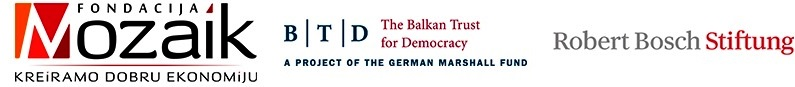 FONDACIJA
Mozaik
KREiRAMO DOBRU EKONOMiJU
B | T | D The Balkan Trust
for Democracy
A PROJECT OF THE GERMAN MARSHALL FUND
Robert Bosch Stiftung